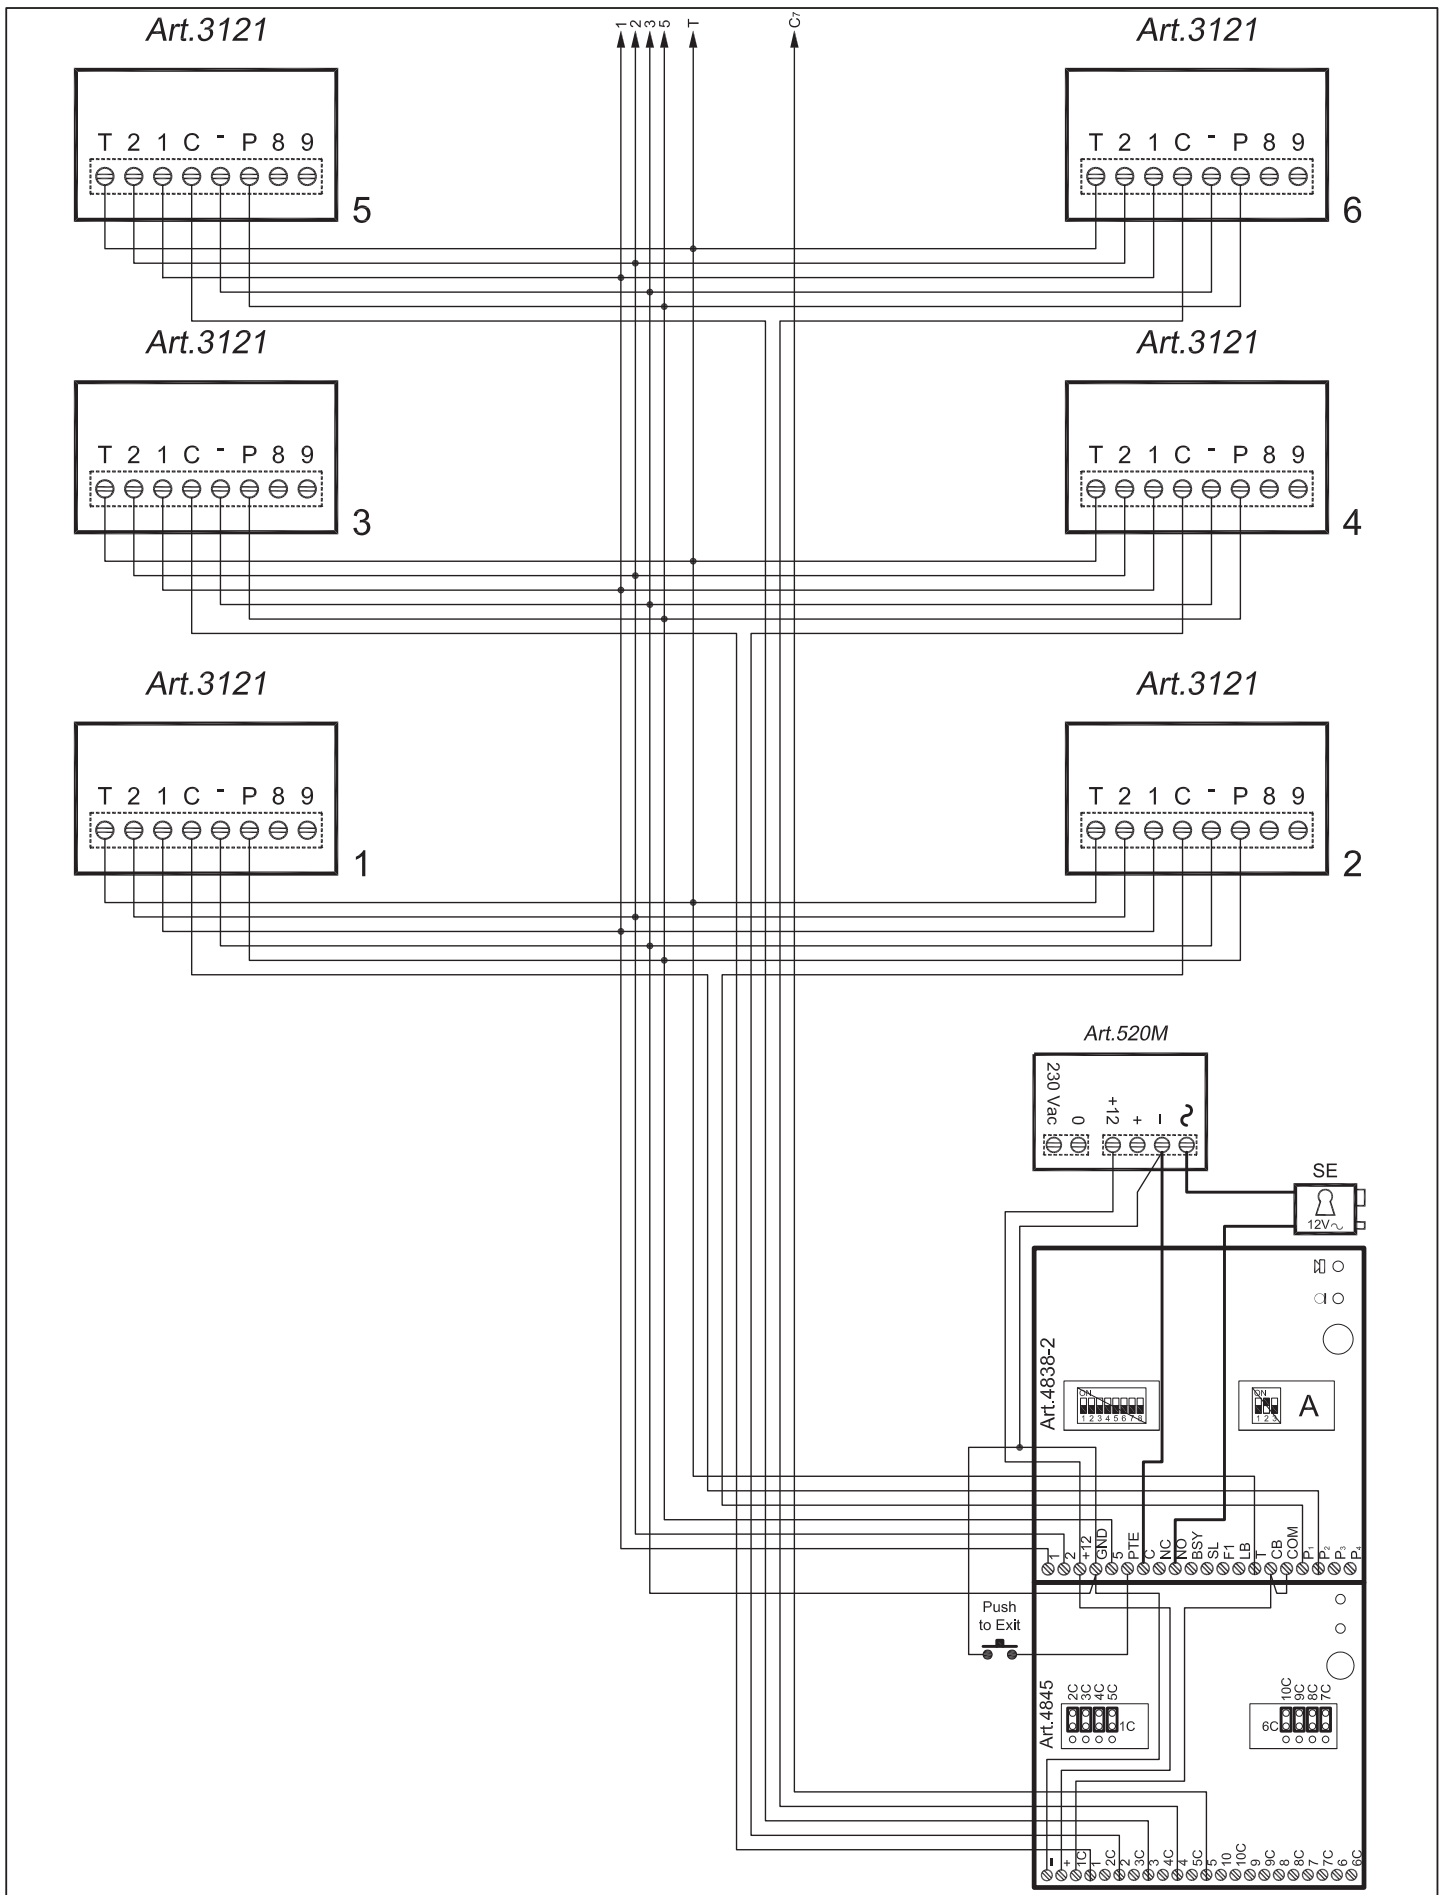 1 2 3 5 T C7
Art.3121 Art.3121
T 2 1 C - P 8 9
5
T 2 1 C - P 8 9
6
Art.3121 Art.3121
T 2 1 C - P 8 9
3
T 2 1 C - P 8 9
4
Art.3121 Art.3121
T 2 1 C - P 8 9
1
T 2 1 C - P 8 9
2
Art.520M
230 Vac 0 +12 + − ~
SE
12V~
Art.4838-2
ON
1 2 3 4 5 6 7 8
ON
1 2 3
A
1 2 +12 GND 5 PTE C NC NO BSY SL F1 LB T CB COM P1 P2 P3 P4
Push
to Exit
Art.4845
2C 3C 4C 5C
1C
10C 9C 8C 7C
6C
− + 1C 1 2C 2 3C 3 4C 4 5C 5 10 10C 9 9C 8 8C 7 7C 6 6C